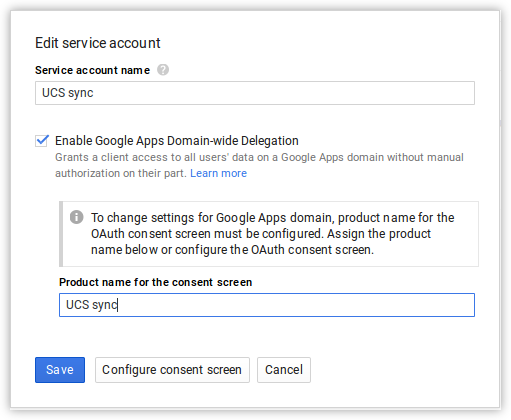 Edit service account
Service account name
UCS sync
Enable Google Apps Domain-wide Delegation
Grants a client access to all users' data on a Google Apps domain without manual
authorization on their part. Learn more
To change settings for Google Apps domain, product name for the
OAuth consent screen must be configured. Assign the product
name below or configure the OAuth consent screen.
Product name for the consent screen
UCS sync
Save Configure consent screen Cancel